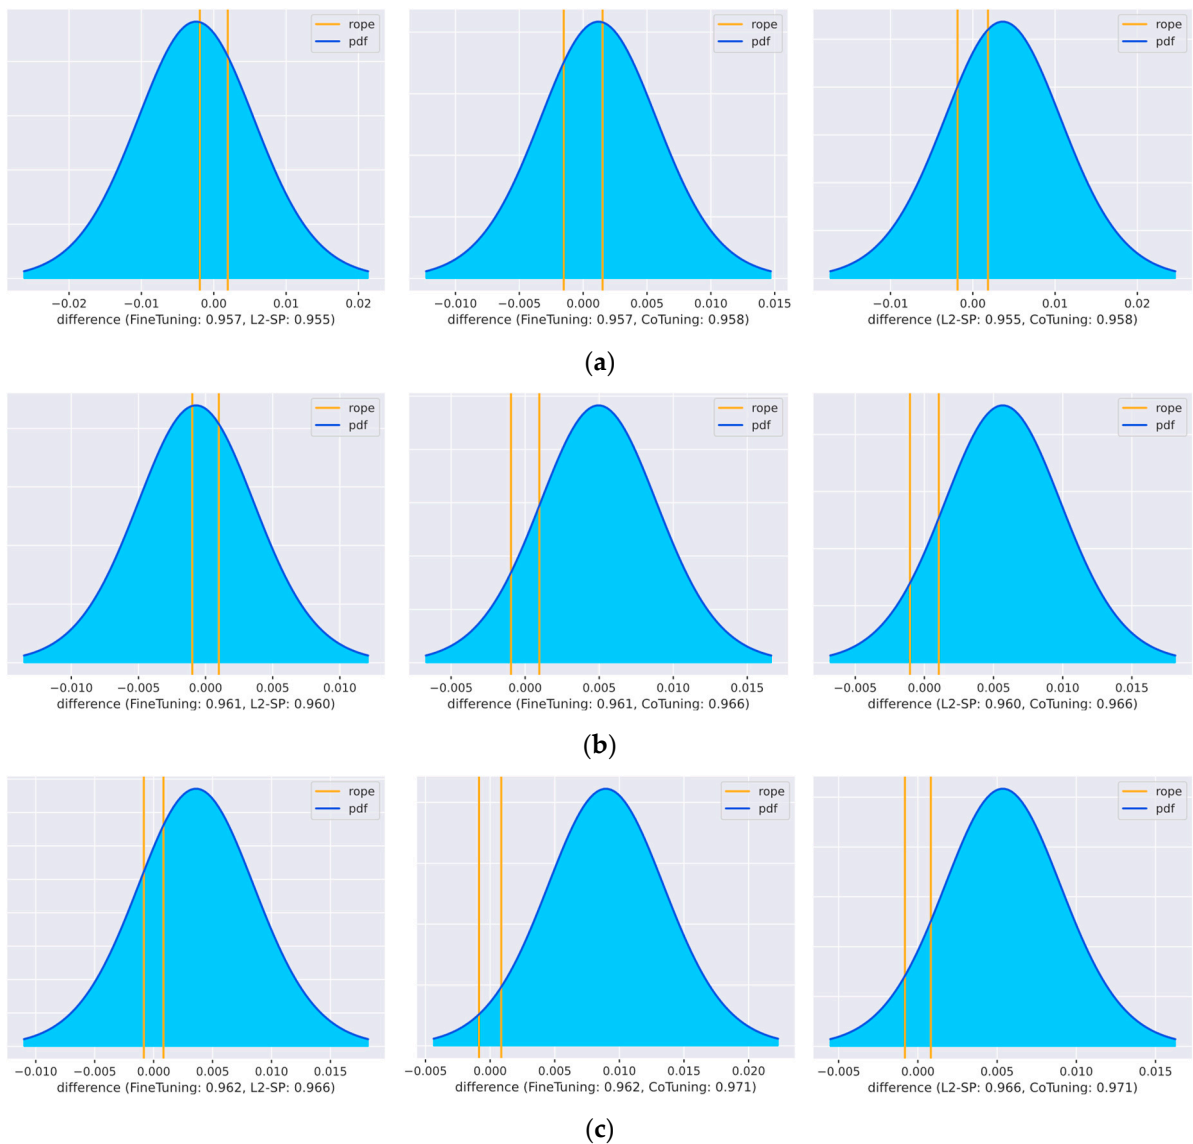 rope
pdf
−0.02 −0.01 0.00 0.01 0.02
difference (FineTuning: 0.957, L2-SP: 0.955)
rope
pdf
−0.010 −0.005 0.000 0.005 0.010 0.015
difference (FineTuning: 0.957, CoTuning: 0.958)
rope
pdf
−0.01 0.00 0.01 0.02
difference (L2-SP: 0.955, CoTuning: 0.958)
(a)
rope
pdf
−0.010 −0.005 0.000 0.005 0.010
difference (FineTuning: 0.961, L2-SP: 0.960)
rope
pdf
−0.005 0.000 0.005 0.010 0.015
difference (FineTuning: 0.961, CoTuning: 0.966)
rope
pdf
−0.005 0.000 0.005 0.010 0.015
difference (L2-SP: 0.960, CoTuning: 0.966)
(b)
rope
pdf
−0.010 −0.005 0.000 0.005 0.010 0.015
difference (FineTuning: 0.962, L2-SP: 0.966)
rope
pdf
−0.005 0.000 0.005 0.010 0.015 0.020
difference (FineTuning: 0.962, CoTuning: 0.971)
rope
pdf
−0.005 0.000 0.005 0.010 0.015
difference (L2-SP: 0.966, CoTuning: 0.971)
(c)